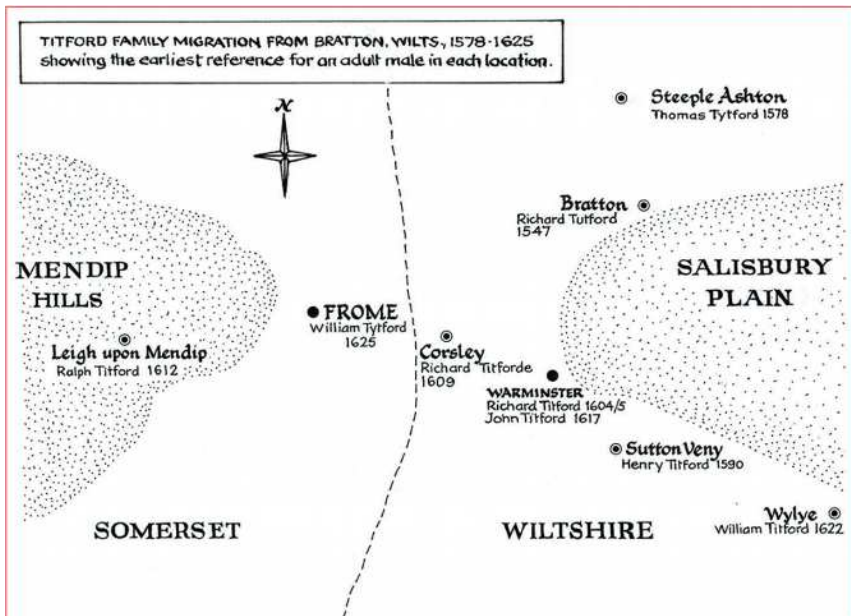 TITFORD FAMILY MIGRATION FROM BRATTON, WILTS., 1578-1625
showing the earliest reference for an adult male in each location.
N
Steeple Ashton
Thomas Tytford 1578
Bratton
Richard Tutford
1547
MENDIP
HILLS
SALISBURY
PLAIN
FROME
William Tytford
1625
Leigh upon Mendip
Ralph Titford 1612
Corsley
Richard Titforde
1609
WARMINSTER
Richard Titford 1604/5
John Titford 1617
Sutton Veny
Henry Titford 1590
Wylye
William Titford 1622
SOMERSET
WILTSHIRE